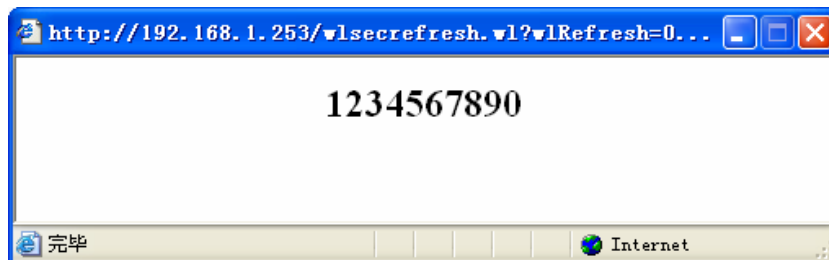 http://192.168.1.253/wlsecrefresh.wl?wlRefresh=0...
1234567890
完毕
Internet